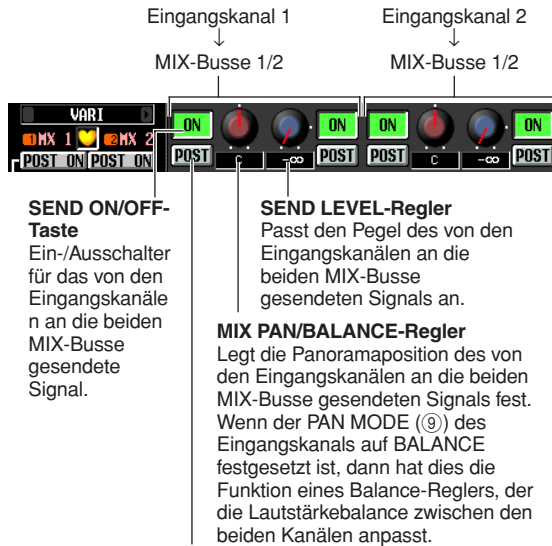 Eingangskanal 1
↓
MIX-Busse 1/2
Eingangskanal 2
↓
MIX-Busse 1/2
VARI
1 MX 1 2 MX 2
POST ON POST ON
ON ON ON ON
POST C -∞ POST POST C -∞ POST
SEND ON/OFF-
Taste
Ein-/Ausschalter
für das von den
Eingangskanäle
n an die beiden
MIX-Busse
gesendete
Signal.
SEND LEVEL-Regler
Passt den Pegel des von den
Eingangskanälen an die
beiden MIX-Busse
gesendeten Signals an.
MIX PAN/BALANCE-Regler
Legt die Panoramaposition des von
den Eingangskanälen an die beiden
MIX-Busse gesendeten Signals fest.
Wenn der PAN MODE (⑨) des
Eingangskanals auf BALANCE
festgesetzt ist, dann hat dies die
Funktion eines Balance-Reglers, der
die Lautstärkebalance zwischen den
beiden Kanälen anpasst.